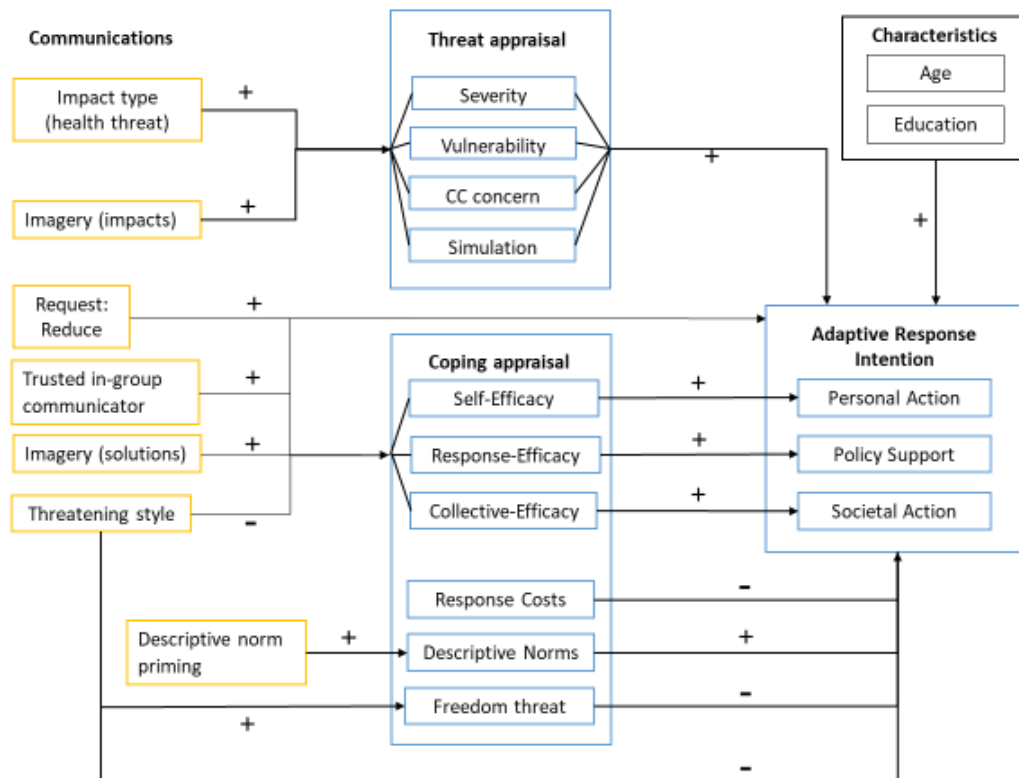 Communications
Impact type
(health threat)
+
Imagery (impacts)
+
Request:
Reduce
+
Trusted in-group
communicator
+
Imagery (solutions)
+
Threatening style
-
Descriptive norm
priming
+
+
Threat appraisal
Severity
Vulnerability
CC concern
Simulation
+
Coping appraisal
Self-Efficacy
+
Response-Efficacy
+
Collective-Efficacy
+
Response Costs
-
Descriptive Norms
+
Freedom threat
-
-
Characteristics
Age
Education
+
Adaptive Response
Intention
Personal Action
Policy Support
Societal Action